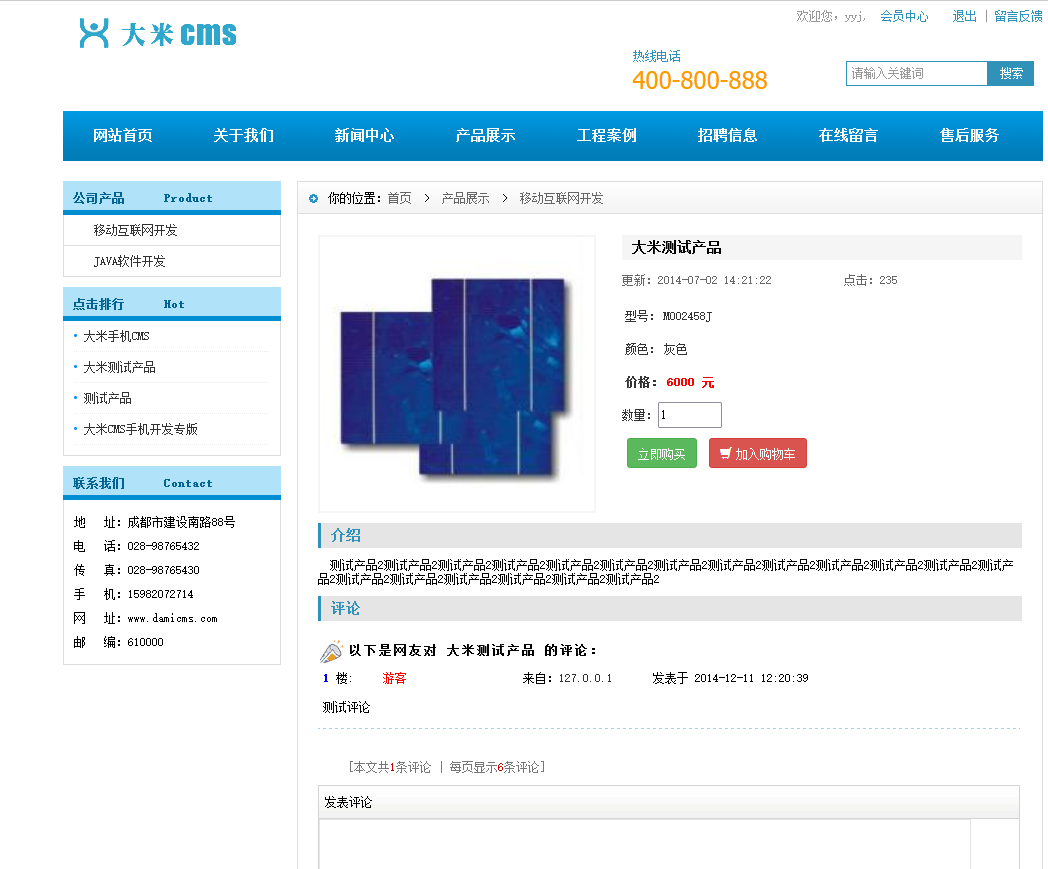 欢迎您，yyj, 会员中心 退出 | 留言反馈
大米cms
热线电话
400-800-888
请输入关键词 搜索
网站首页 关于我们 新闻中心 产品展示 工程案例 招聘信息 在线留言 售后服务
公司产品 Product
移动互联网开发
JAVA软件开发
点击排行 Hot
大米手机CMS
大米测试产品
测试产品
大米CMS手机开发专版
联系我们 Contact
地 址：成都市建设南路88号
电 话：028-98765432
传 真：028-98765430
手 机：15982072714
网 址：www.damicms.com
邮 编：610000
你的位置：首页 > 产品展示 > 移动互联网开发
大米测试产品
更新：2014-07-02 14:21:22 点击：235
型号： M002458J
颜色： 灰色
价格： 6000 元
数量：1
立即购买 加入购物车
介绍
测试产品2测试产品2测试产品2测试产品2测试产品2测试产品2测试产品2测试产品2测试产品2测试产品2测试产品2测试产品2测试产
品2测试产品2测试产品2测试产品2测试产品2测试产品2测试产品2
评论
以下是网友对 大米测试产品 的评论：
1 楼: 游客 来自：127.0.0.1 发表于 2014-12-11 12:20:39
测试评论
[本文共1条评论 | 每页显示6条评论]
发表评论